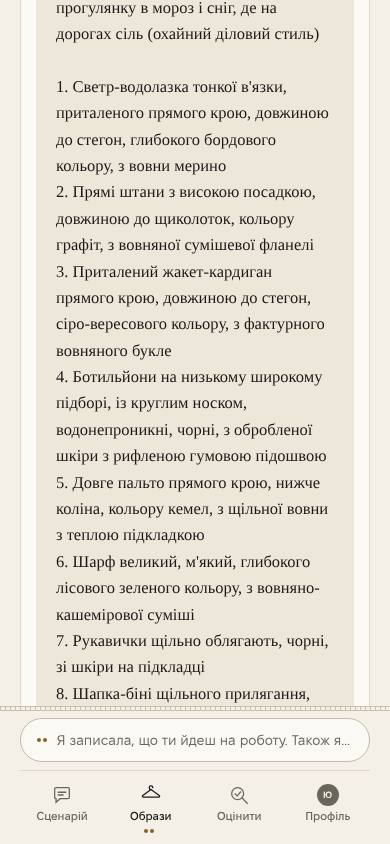 прогулянку в мороз і сніг, де на
дорогах сіль (охайний діловий стиль)
1. Светр-водолазка тонкої в'язки,
приталеного прямого крою, довжиною
до стегон, глибокого бордового
кольору, з вовни мерино
2. Прямі штани з високою посадкою,
довжиною до щиколоток, кольору
графіт, з вовняної сумішевої фланелі
3. Приталений жакет-кардиган
прямого крою, довжиною до стегон,
сіро-вересового кольору, з фактурного
вовняного букле
4. Ботильйони на низькому широкому
підборі, із круглим носком,
водонепроникні, чорні, з обробленої
шкіри з рифленою гумовою підошвою
5. Довге пальто прямого крою, нижче
коліна, кольору кемел, з щільної вовни
з теплою підкладкою
6. Шарф великий, м'який, глибокого
лісового зеленого кольору, з вовняно-
кашемірової суміші
7. Рукавички щільно облягають, чорні,
зі шкіри на підкладці
8. Шапка-біні щільного прилягання,
Я записала, що ти йдеш на роботу. Також я...
Сценарій
Образи
Оцінити
Ю
Профіль